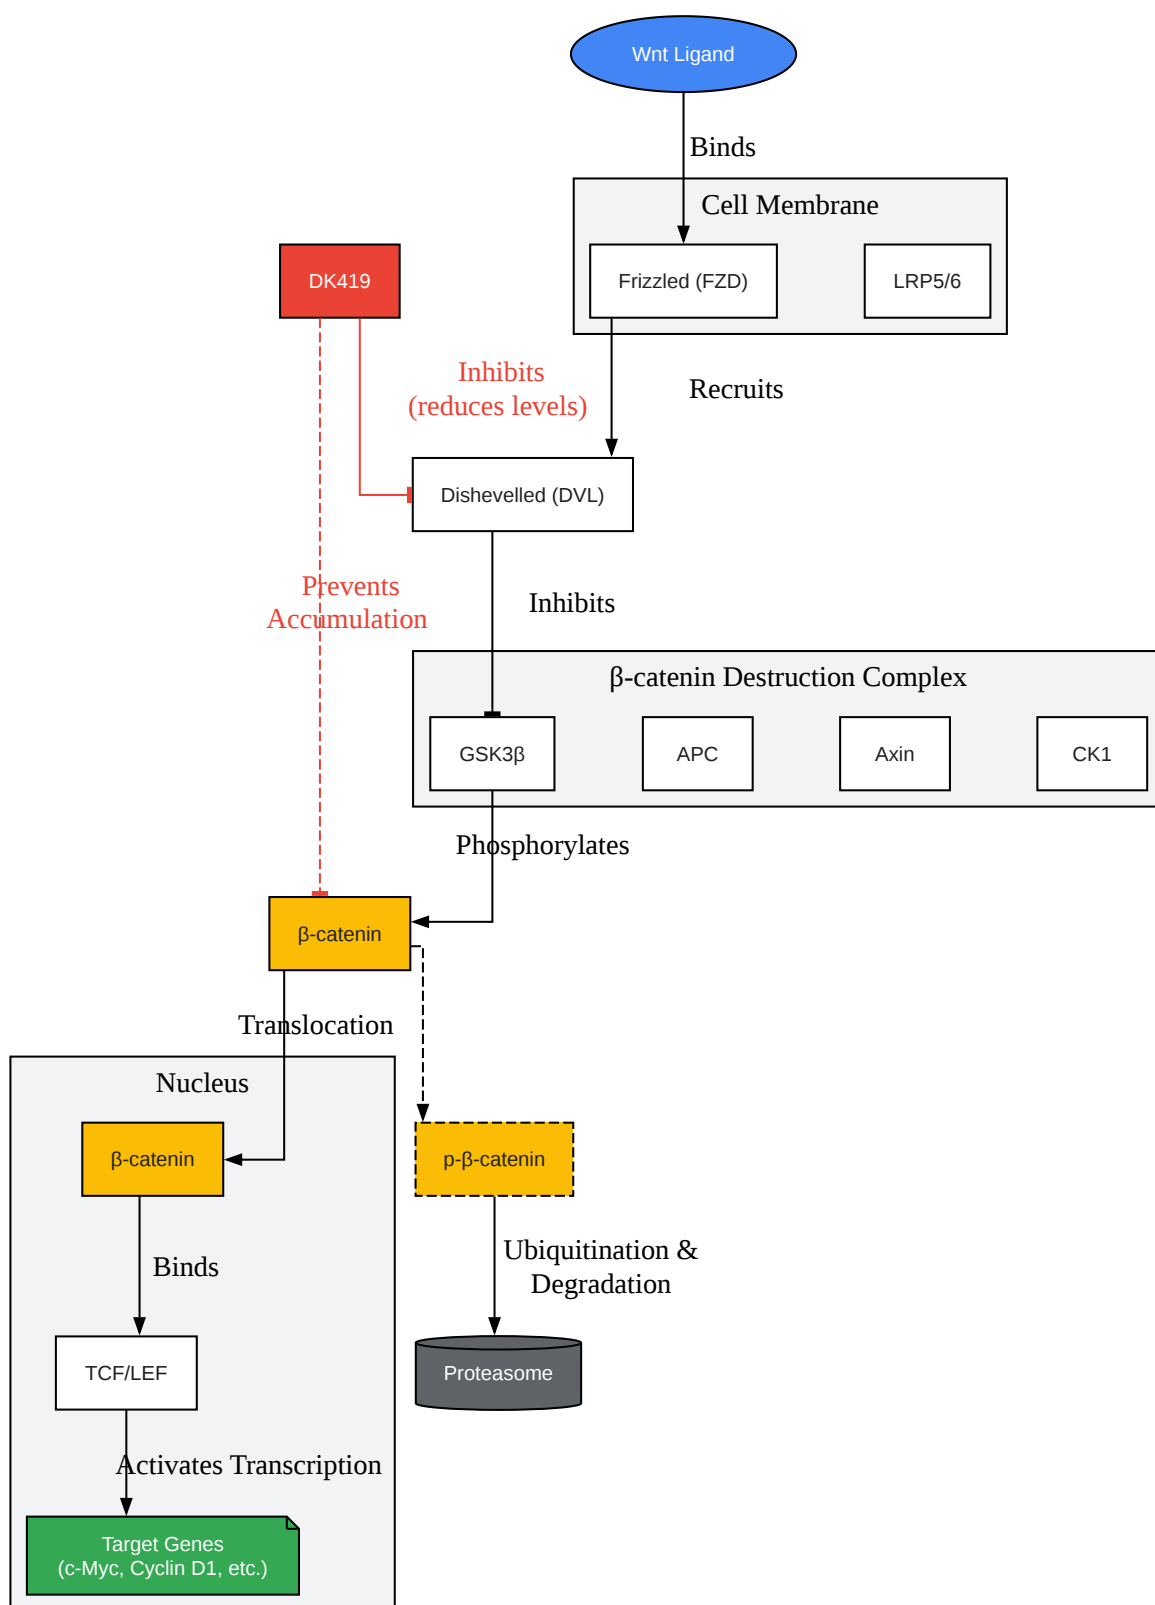 Wnt Ligand
Binds
Cell Membrane
DK419
Frizzled (FZD)
LRP5/6
Inhibits
(reduces levels)
Recruits
Dishevelled (DVL)
Prevents
Accumulation
Inhibits
β-catenin Destruction Complex
GSK3β
APC
Axin
CK1
Phosphorylates
β-catenin
Translocation
Nucleus
β-catenin
p-β-catenin
Binds
Ubiquitination &
Degradation
TCF/LEF
Proteasome
Activates Transcription
Target Genes
(c-Myc, Cyclin D1, etc.)